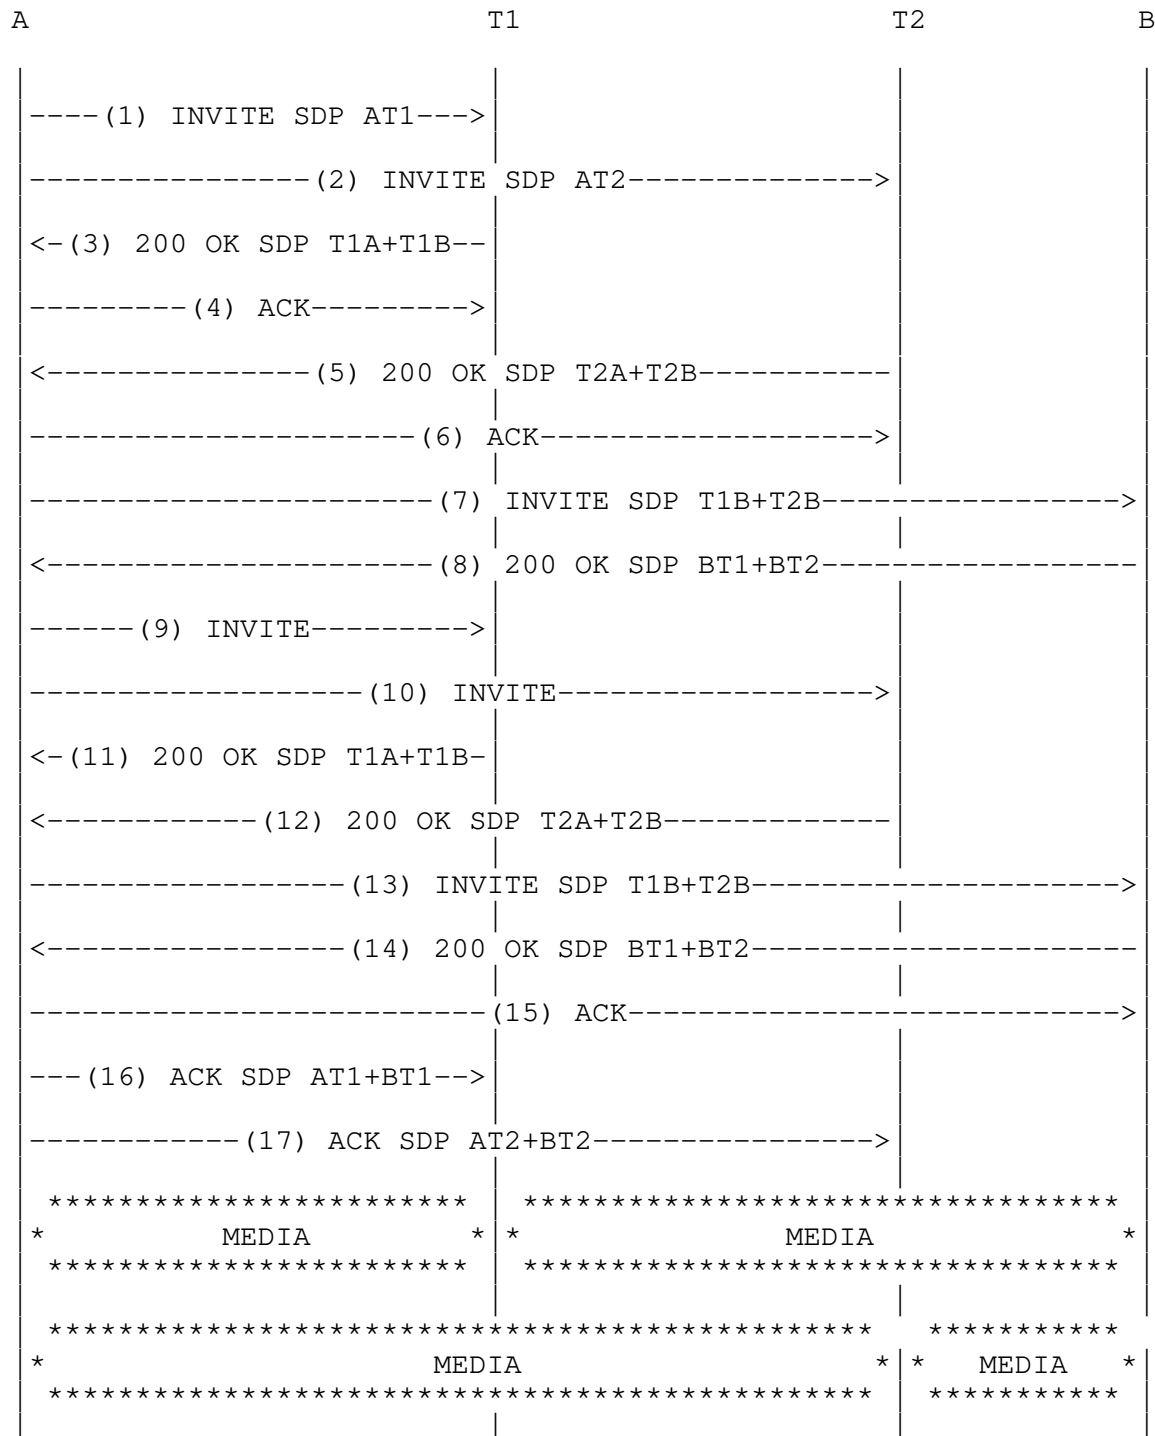 A T1 T2 B
----(1) INVITE SDP AT1--->
----------------(2) INVITE SDP AT2-------------->
<-(3) 200 OK SDP T1A+T1B--
---------(4) ACK--------->
<---------------(5) 200 OK SDP T2A+T2B-----------
----------------------(6) ACK------------------->
-----------------------(7) INVITE SDP T1B+T2B----------------->
<----------------------(8) 200 OK SDP BT1+BT2------------------
------(9) INVITE--------->
-------------------(10) INVITE------------------>
<-(11) 200 OK SDP T1A+T1B-
<------------(12) 200 OK SDP T2A+T2B-------------
------------------(13) INVITE SDP T1B+T2B--------------------->
<-----------------(14) 200 OK SDP BT1+BT2----------------------
--------------------------(15) ACK---------------------------->
---(16) ACK SDP AT1+BT1-->
------------(17) ACK SDP AT2+BT2---------------->
************************ **********************************
* MEDIA * * MEDIA *
************************ **********************************
*********************************************** ***********
* MEDIA * * MEDIA *
*********************************************** ***********